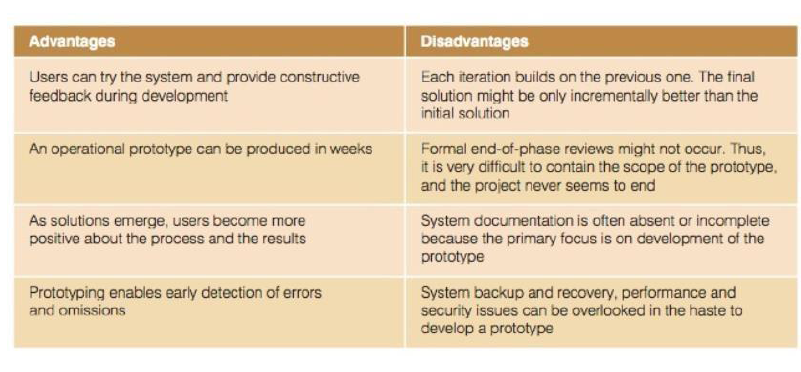 Advantages
Disadvantages
Users can try the system and provide constructive
feedback during development
Each iteration builds on the previous one. The final
solution might be only incrementally better than the
initial solution
An operational prototype can be produced in weeks
Formal end-of-phase reviews might not occur. Thus,
it is very difficult to contain the scope of the prototype,
and the project never seems to end
As solutions emerge, users become more
positive about the process and the results
System documentation is often absent or incomplete
because the primary focus is on development of the
prototype
Prototyping enables early detection of errors
and omissions
System backup and recovery, performance and
security issues can be overlooked in the haste to
develop a prototype